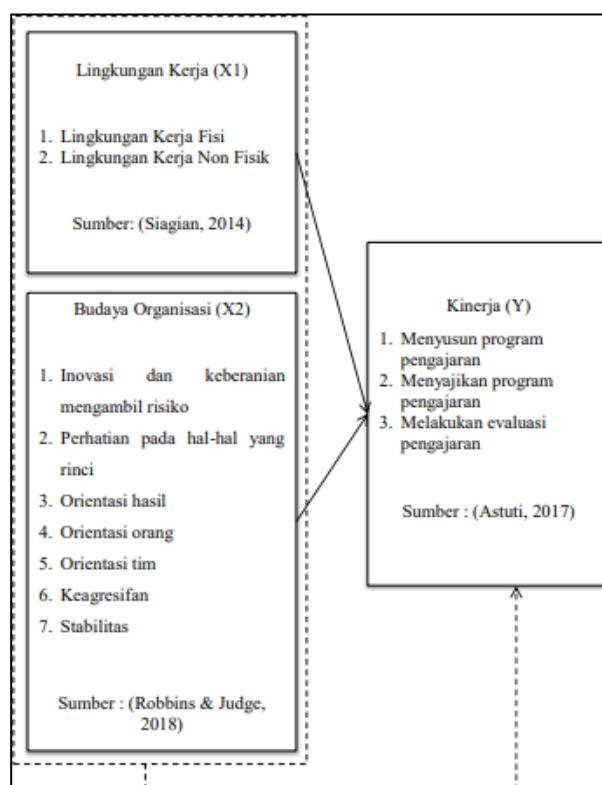 Lingkungan Kerja (X1)
1. Lingkungan Kerja Fisi
2. Lingkungan Kerja Non Fisik
Sumber: (Siagian, 2014)
Budaya Organisasi (X2)
1. Inovasi dan keberanian
mengambil risiko
2. Perhatian pada hal-hal yang
rinci
3. Orientasi hasil
4. Orientasi orang
5. Orientasi tim
6. Keagresifan
7. Stabilitas
Sumber : (Robbins & Judge,
2018)
Kinerja (Y)
1. Menyusun program
pengajaran
2. Menyajikan program
pengajaran
3. Melakukan evaluasi
pengajaran
Sumber : (Astuti, 2017)